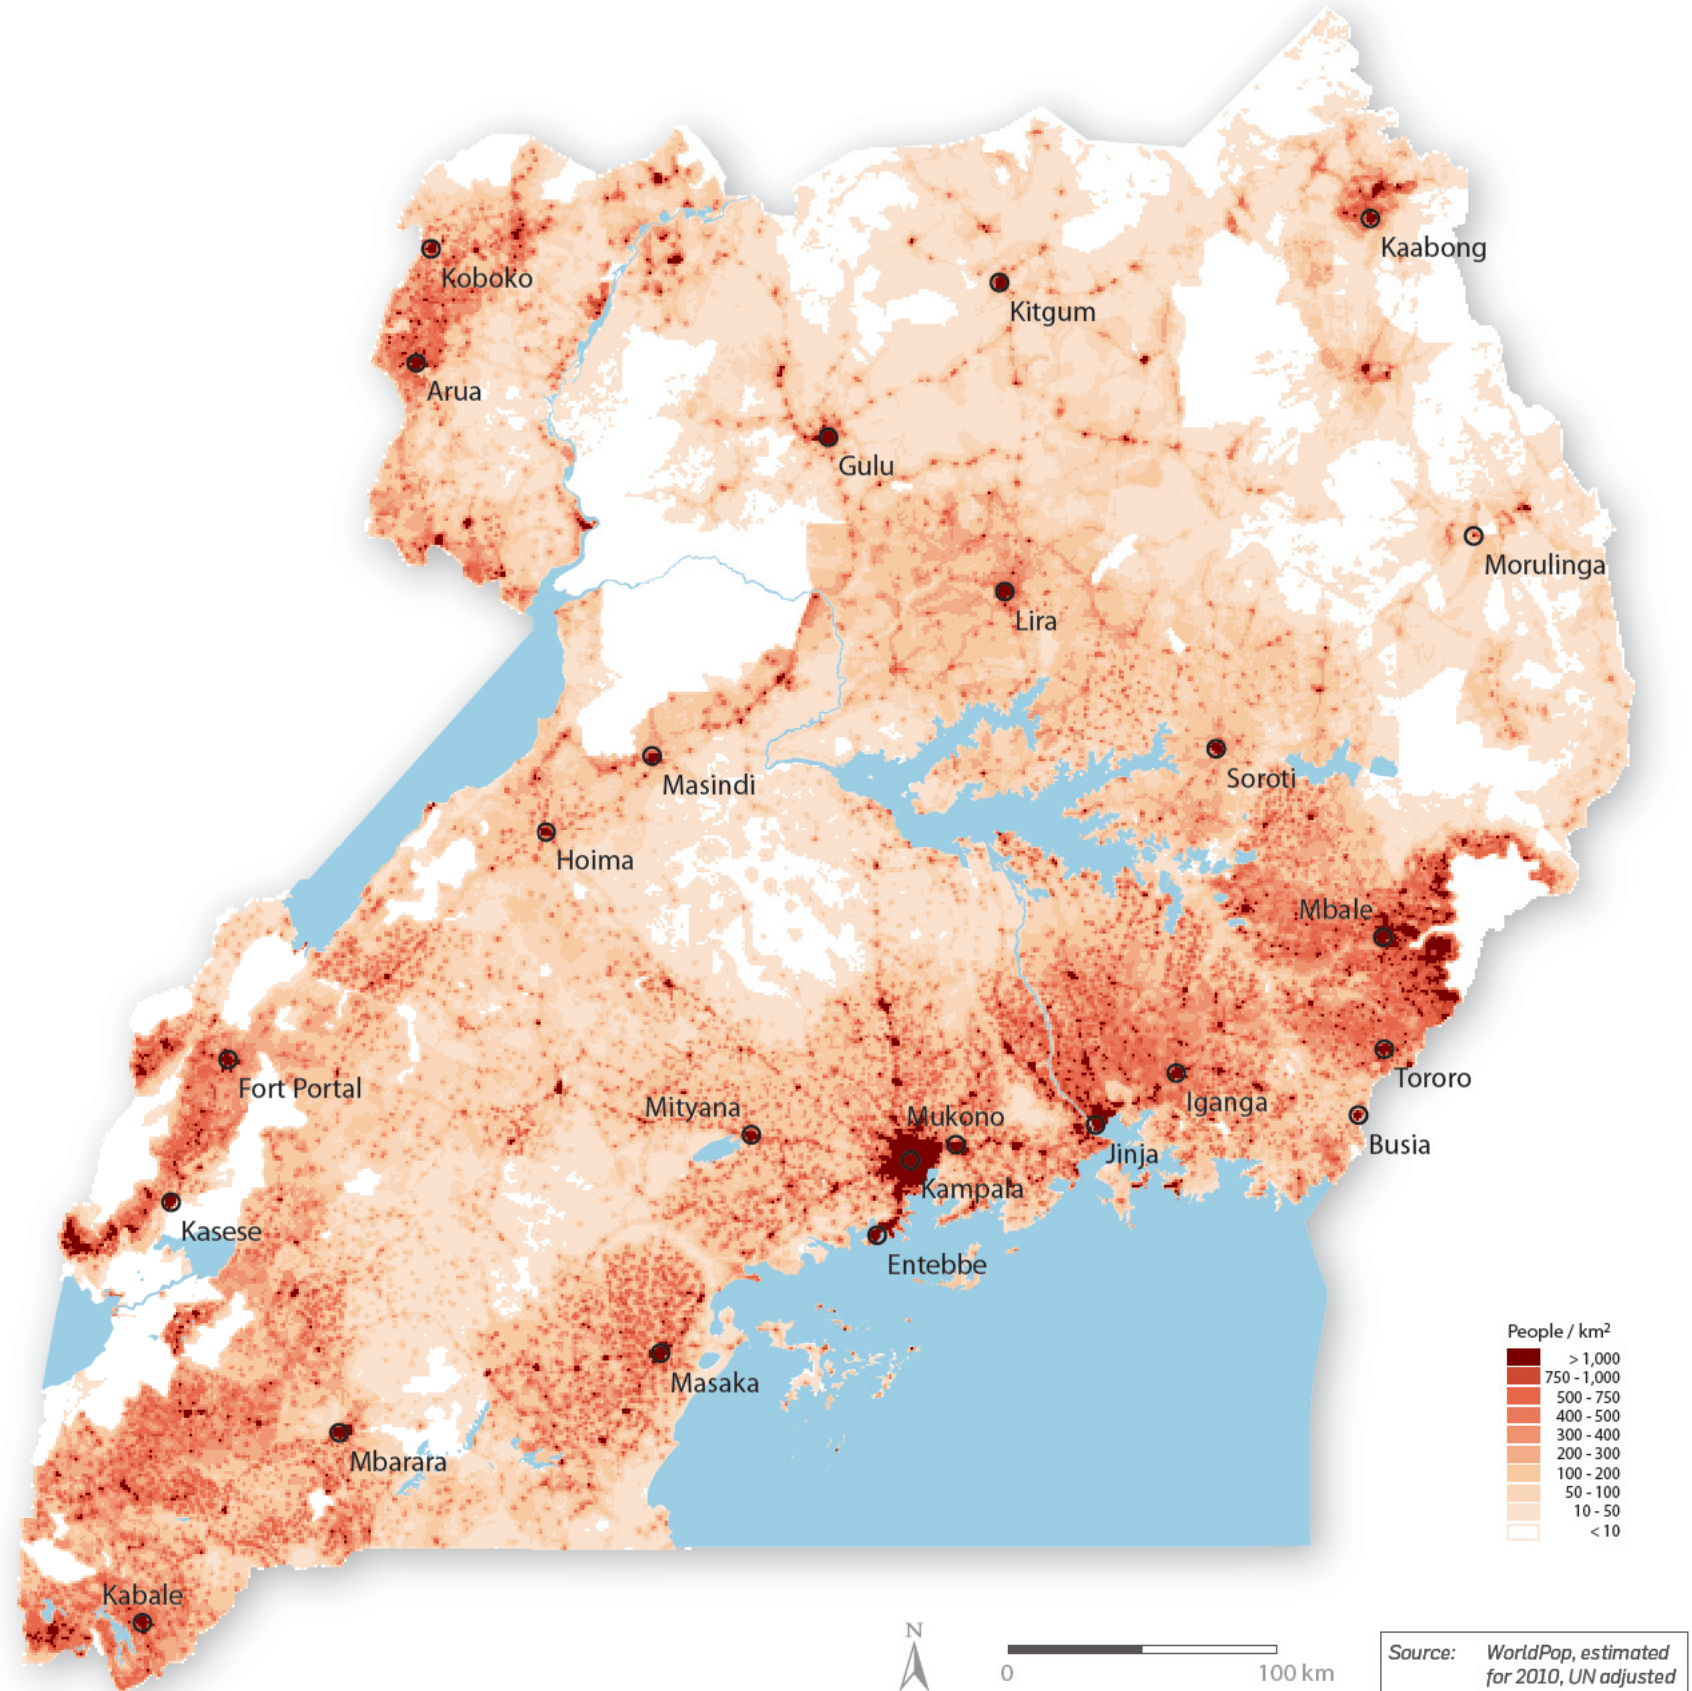 Kaabong
Koboko
Kitgum
Arua
Gulu
Morulinga
Lira
Masindi
Soroti
Hoima
Mbale
Fort Portal
Mityana
Mukono
Iganga
Tororo
Busia
Jinja
Kampala
Kasese
Entebbe
Masaka
Mbarara
Kabale
People / km²
> 1,000
750 - 1,000
500 - 750
400 - 500
300 - 400
200 - 300
100 - 200
50 - 100
10 - 50
< 10
N
0 100 km
Source: WorldPop, estimated
for 2010, UN adjusted